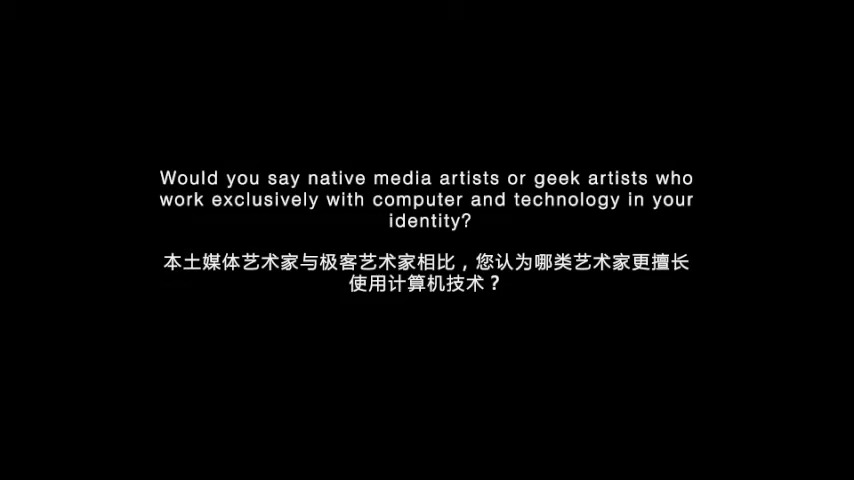 Would you say native media artists or geek artists who
work exclusively with computer and technology in your
identity?
本土媒体艺术家与极客艺术家相比，您认为哪类艺术家更擅长
使用计算机技术？